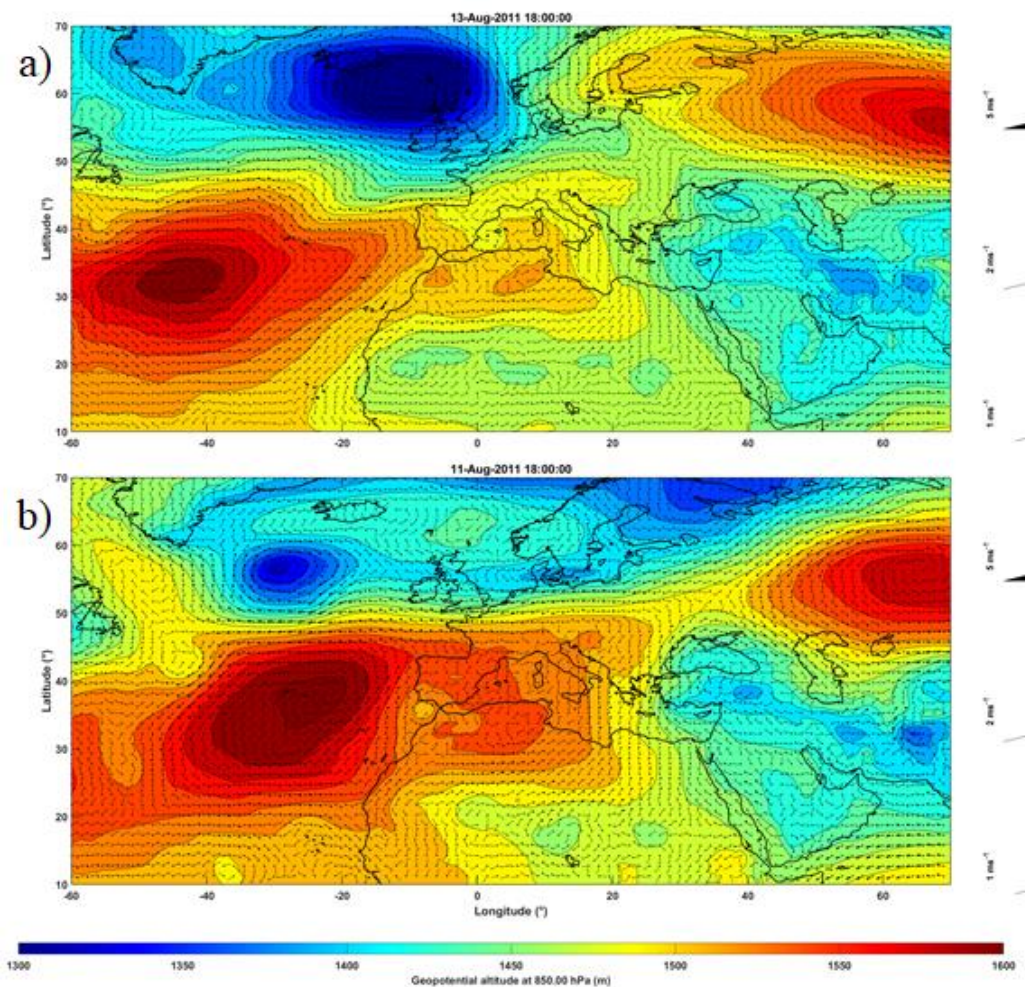 13-Aug-2011 18:00:00
a)
70
60
50
40
30
20
10
Latitude (°)
-60 -40 -20 0 20 40 60
5 ms⁻¹
2 ms⁻¹
1 ms⁻¹
11-Aug-2011 18:00:00
b)
70
60
50
40
30
20
10
Latitude (°)
-60 -40 -20 0 20 40 60
Longitude (°)
5 ms⁻¹
2 ms⁻¹
1 ms⁻¹
1300 1350 1400 1450 1500 1550 1600
Geopotential altitude at 850.00 hPa (m)